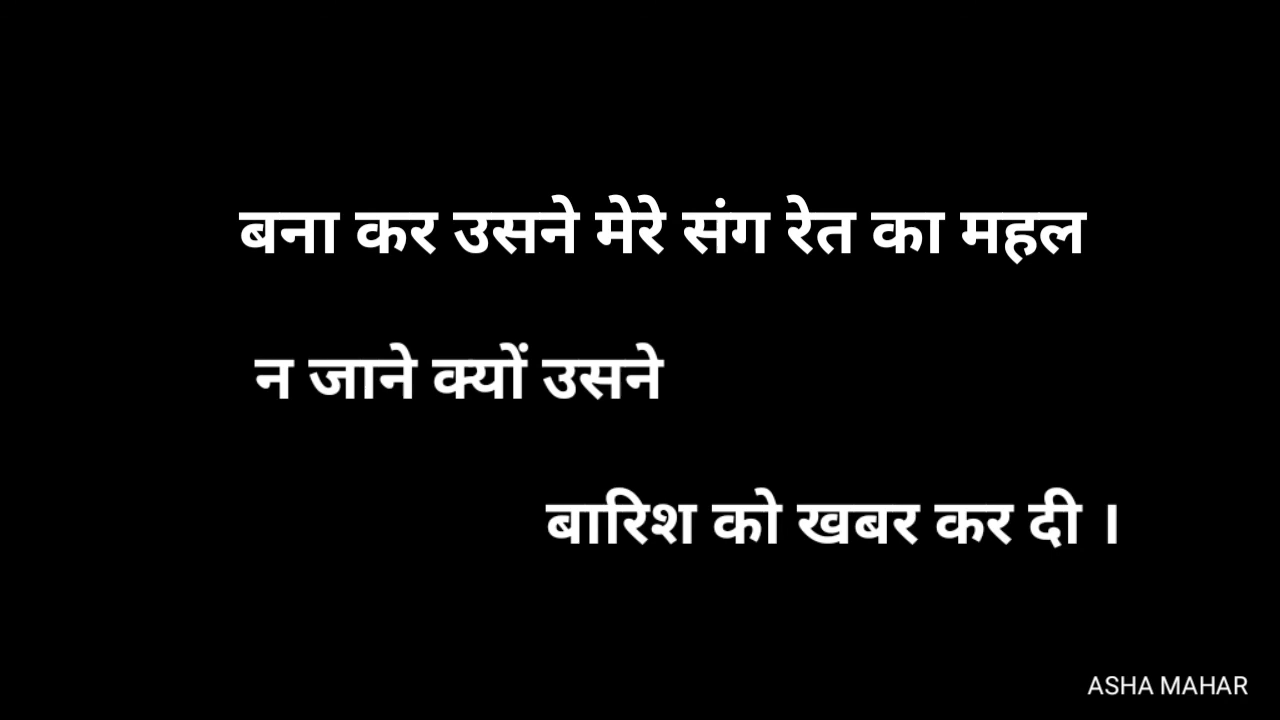 बना कर उसने मेरे संग रेत का महल
न जाने क्यों उसने
बारिश को खबर कर दी ।
ASHA MAHAR